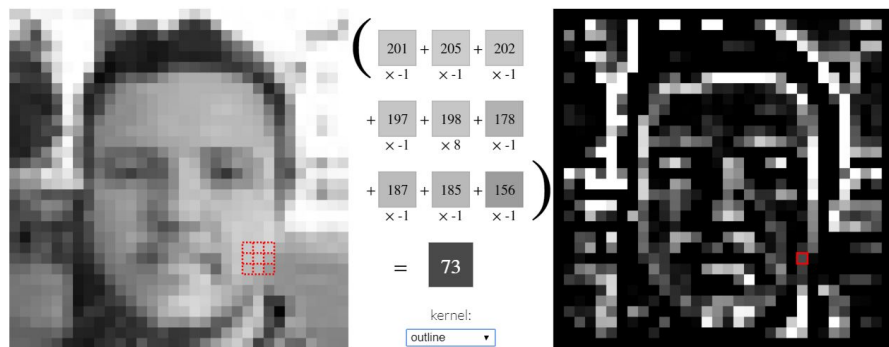 ( 201 + 205 + 202
× -1 × -1 × -1
+ 197 + 198 + 178
× -1 × 8 × -1
+ 187 + 185 + 156 )
× -1 × -1 × -1
= 73
kernel:
outline ▼